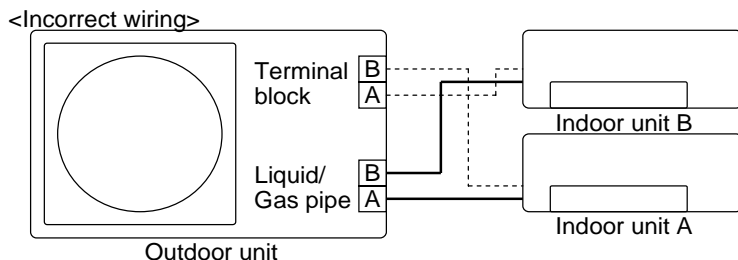 <Incorrect wiring>
Terminal
block
B
A
Liquid/
Gas pipe
B
A
Outdoor unit
Indoor unit B
Indoor unit A